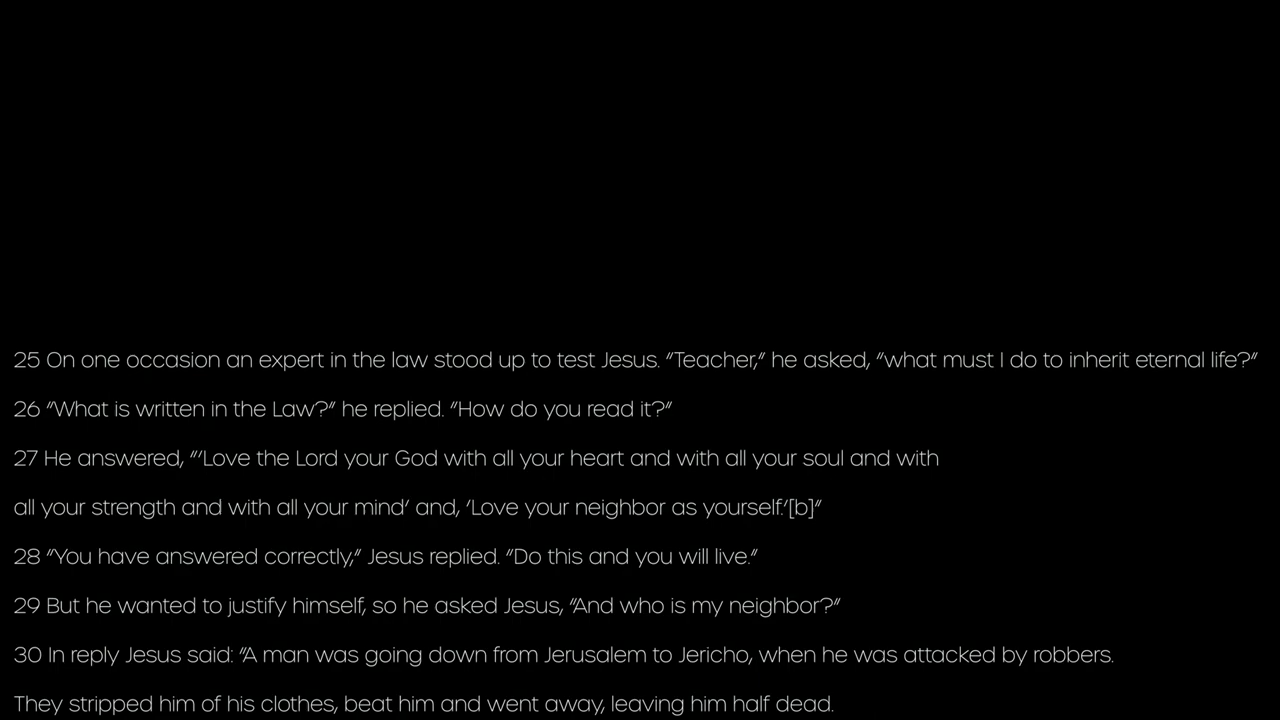 25 On one occasion an expert in the law stood up to test Jesus. “Teacher,” he asked, “what must I do to inherit eternal life?”
26 “What is written in the Law?” he replied. “How do you read it?”
27 He answered, “‘Love the Lord your God with all your heart and with all your soul and with
all your strength and with all your mind’ and, ‘Love your neighbor as yourself.’[b]”
28 “You have answered correctly,” Jesus replied. “Do this and you will live.”
29 But he wanted to justify himself, so he asked Jesus, “And who is my neighbor?”
30 In reply Jesus said: “A man was going down from Jerusalem to Jericho, when he was attacked by robbers.
They stripped him of his clothes, beat him and went away, leaving him half dead.